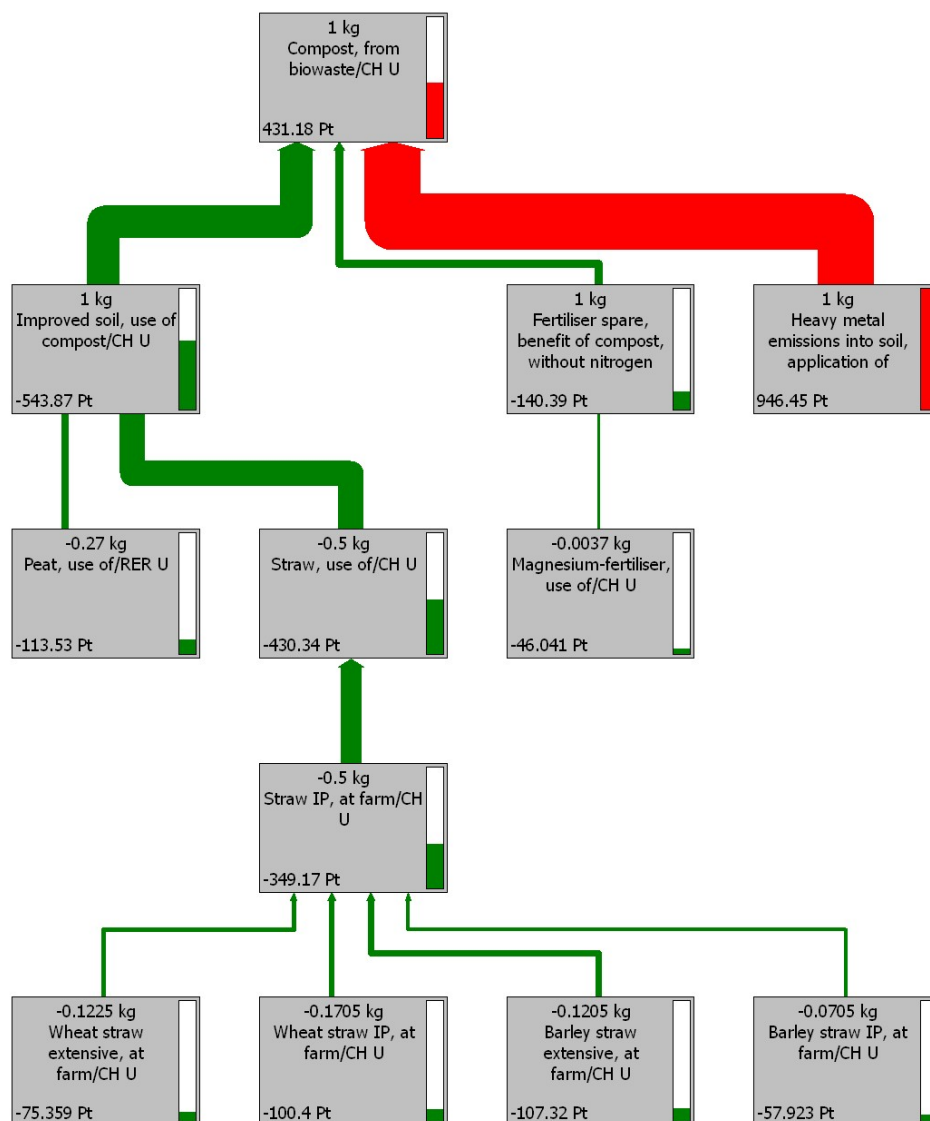 1 kg
Compost, from
biowaste/CH U
431.18 Pt
1 kg
Improved soil, use of
compost/CH U
-543.87 Pt
1 kg
Fertiliser spare,
benefit of compost,
without nitrogen
-140.39 Pt
1 kg
Heavy metal
emissions into soil,
application of
946.45 Pt
-0.27 kg
Peat, use of/RER U
-113.53 Pt
-0.5 kg
Straw, use of/CH U
-430.34 Pt
-0.0037 kg
Magnesium-fertiliser,
use of/CH U
-46.041 Pt
-0.5 kg
Straw IP, at farm/CH
U
-349.17 Pt
-0.1225 kg
Wheat straw
extensive, at
farm/CH U
-75.359 Pt
-0.1705 kg
Wheat straw IP, at
farm/CH U
-100.4 Pt
-0.1205 kg
Barley straw
extensive, at
farm/CH U
-107.32 Pt
-0.0705 kg
Barley straw IP, at
farm/CH U
-57.923 Pt